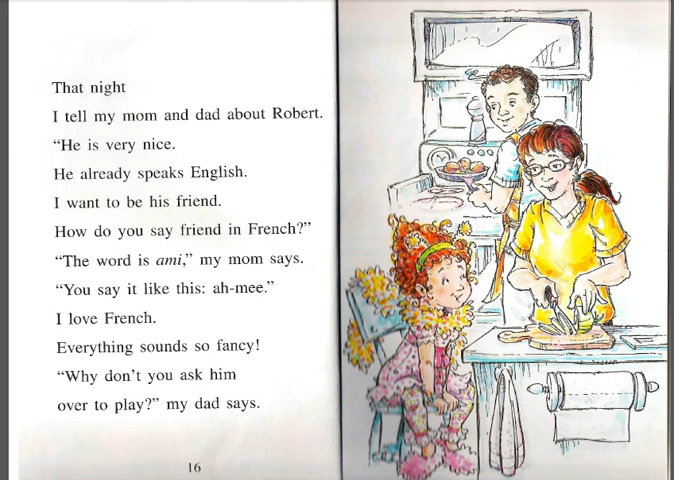 That night
I tell my mom and dad about Robert.
“He is very nice.
He already speaks English.
I want to be his friend.
How do you say friend in French?”
“The word is ami,” my mom says.
“You say it like this: ah-mee.”
I love French.
Everything sounds so fancy!
“Why don’t you ask him
over to play?” my dad says.
16